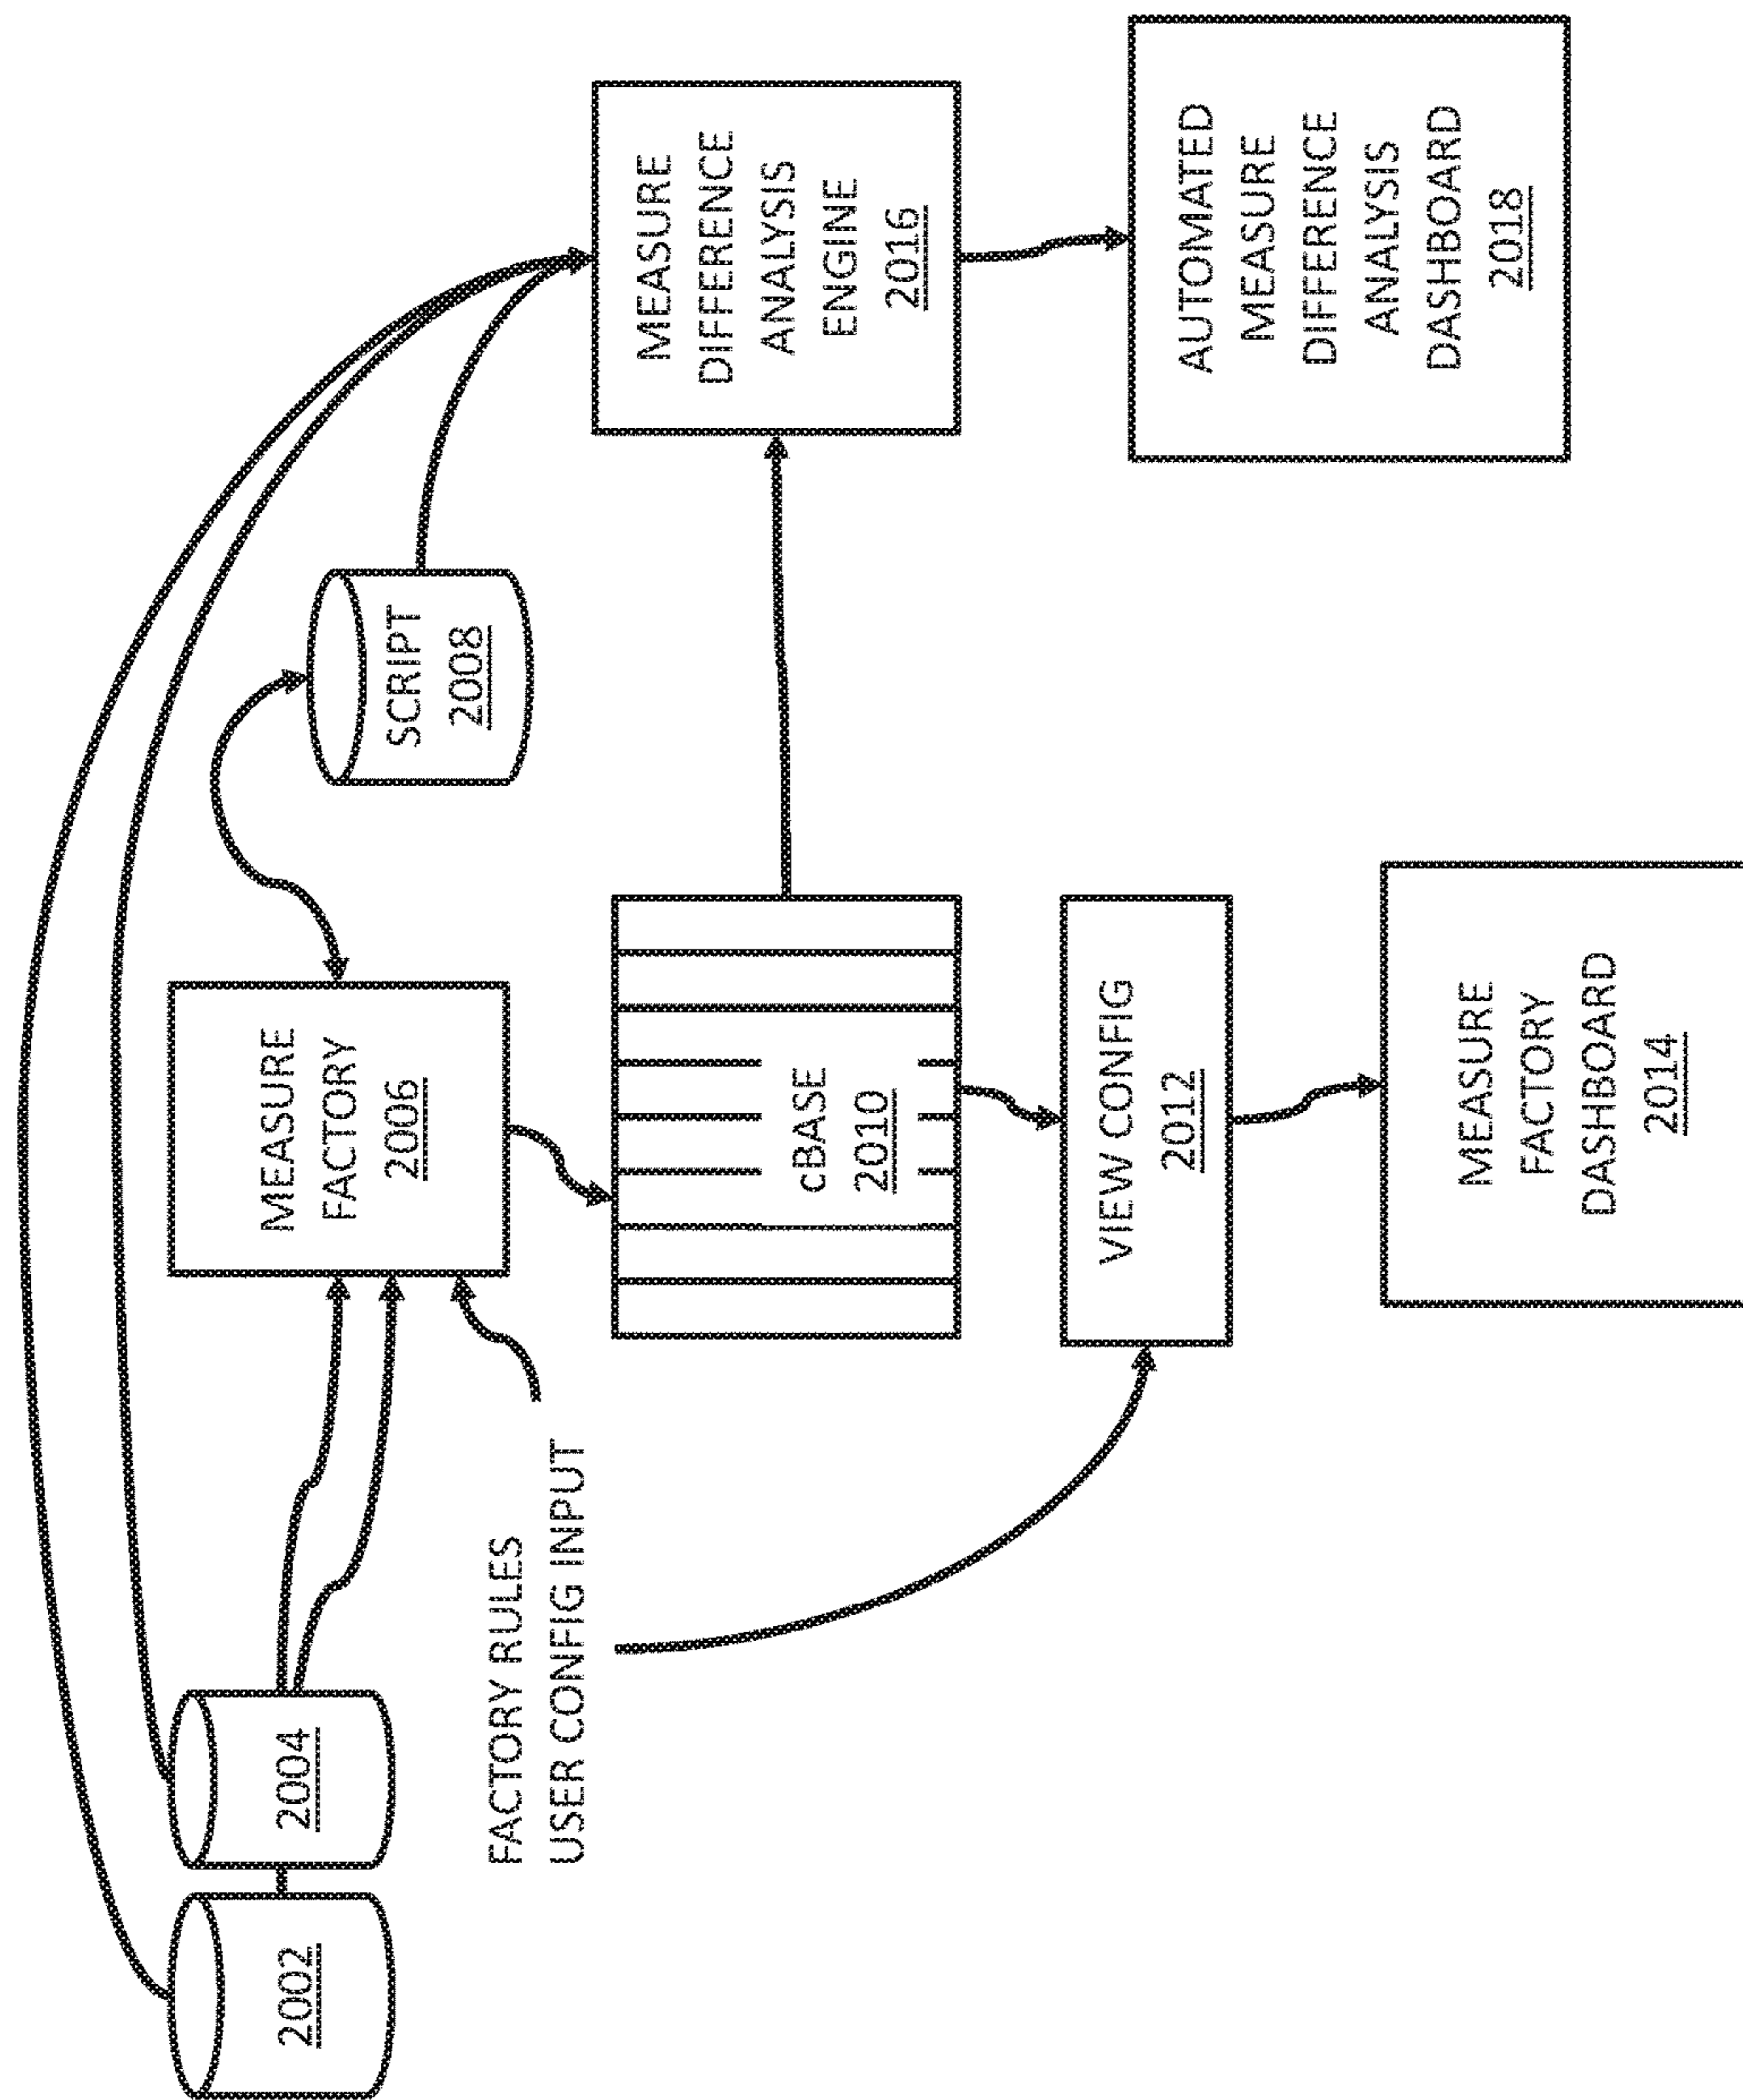 2002
2004
FACTORY RULES
USER CONFIG INPUT
MEASURE
FACTORY
2006
SCRIPT
2008
cBASE
2010
VIEW CONFIG
2012
MEASURE
FACTORY
DASHBOARD
2014
MEASURE
DIFFERENCE
ANALYSIS
ENGINE
2016
AUTOMATED
MEASURE
DIFFERENCE
ANALYSIS
DASHBOARD
2018